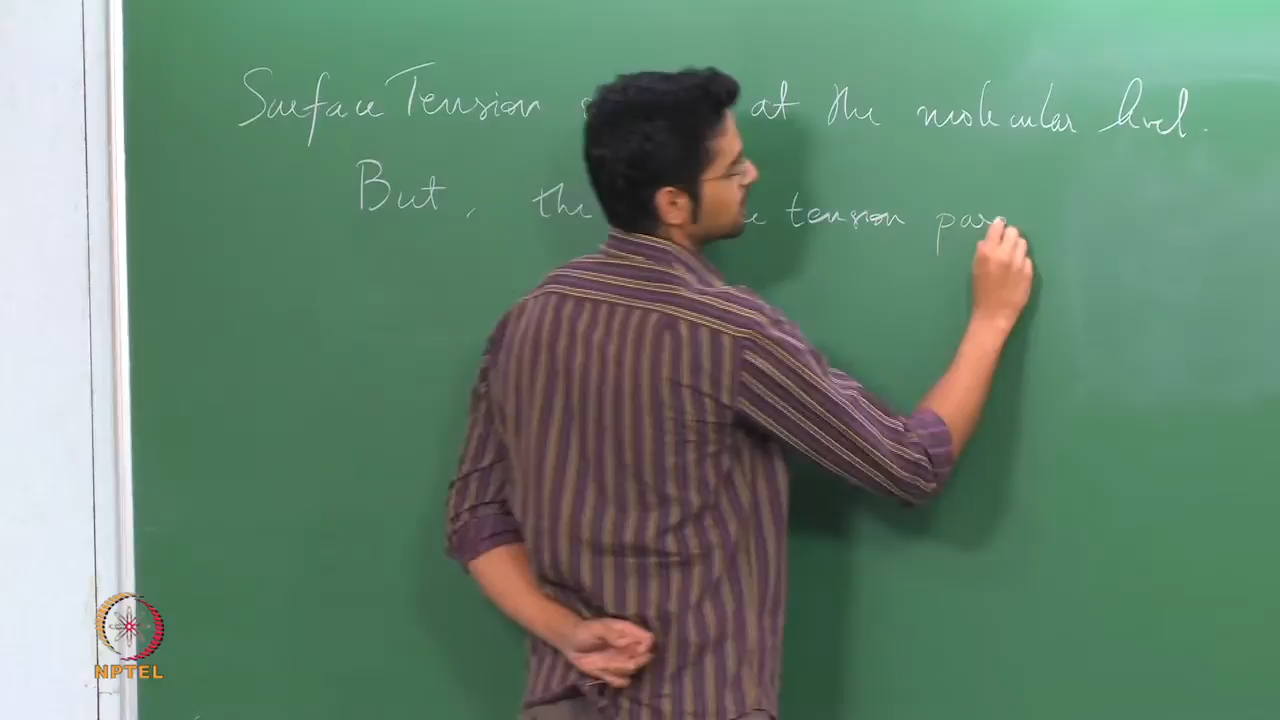 Surface Tension at the molecular level.
But, the tension par
NPTEL